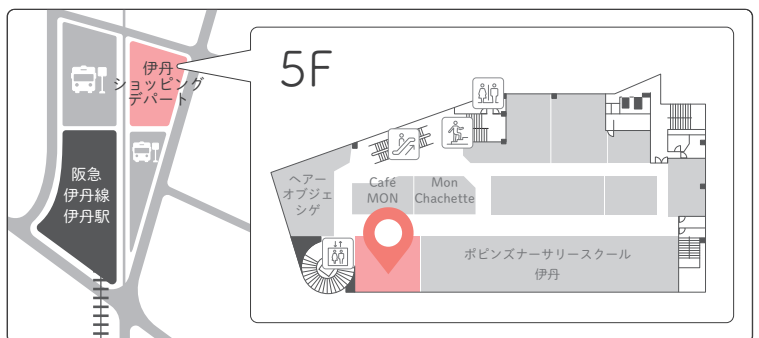 伊丹
ショッピング
デパート
阪急
伊丹線
伊丹駅
5F
ヘアー
オブジェ
シゲ
Café
MON
Mon
Chachette
ポピンズナーサリースクール
伊丹